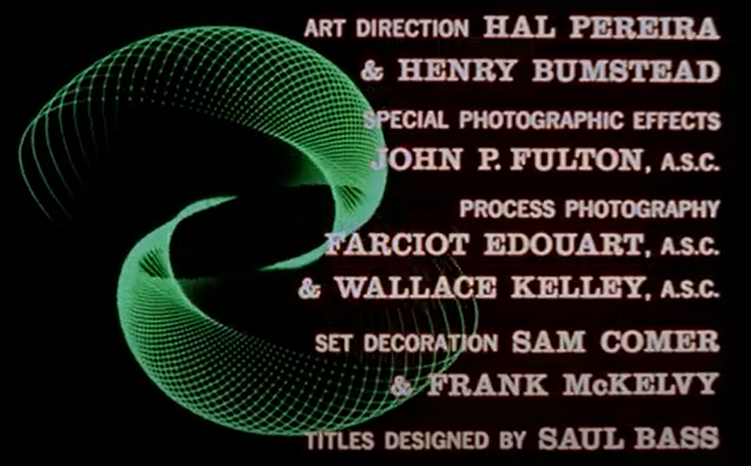 ART DIRECTION HAL PEREIRA
& HENRY BUMSTEAD
SPECIAL PHOTOGRAPHIC EFFECTS
JOHN P. FULTON, A.S.C.
PROCESS PHOTOGRAPHY
FARCIOT EDOUART, A.S.C.
& WALLACE KELLEY, A.S.C.
SET DECORATION SAM COMER
& FRANK McKELVY
TITLES DESIGNED BY SAUL BASS